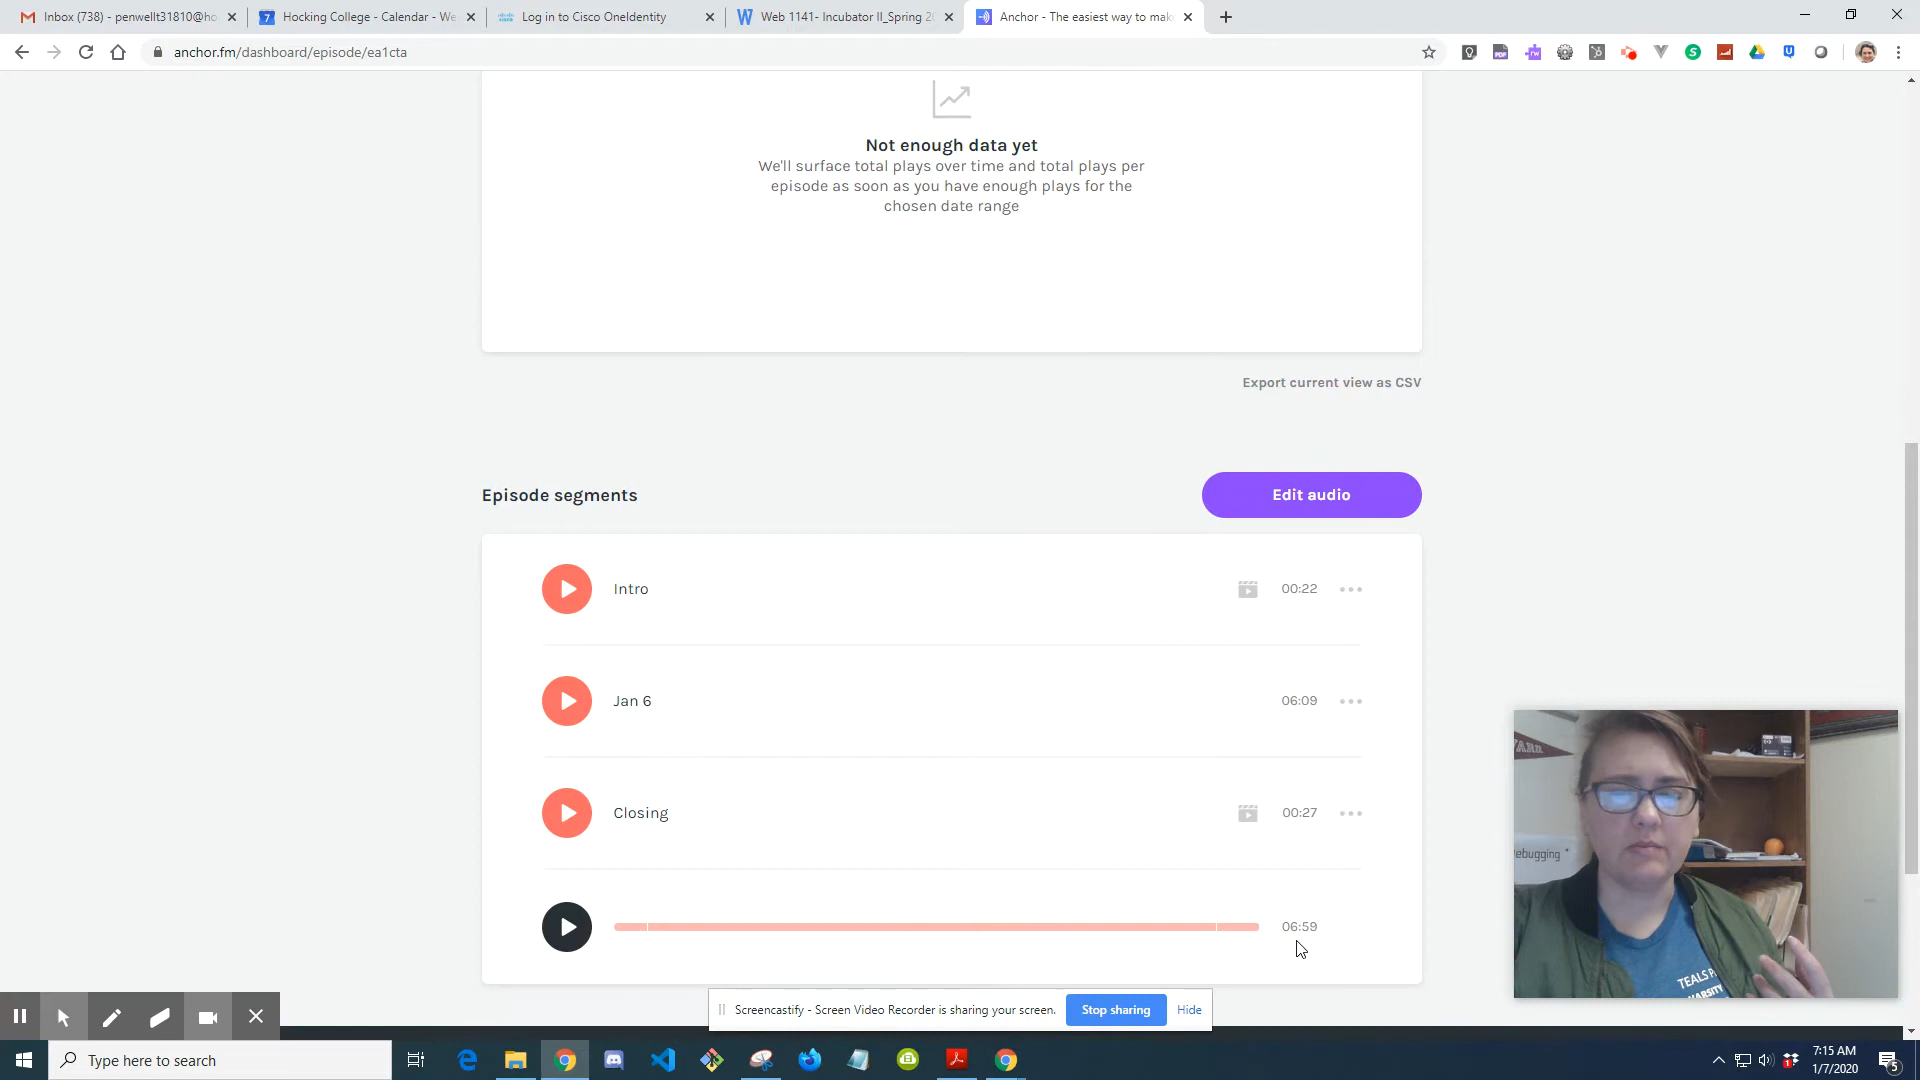 Inbox (738) - penwellt31810@ho
Hocking College - Calendar - We
Log in to Cisco OneIdentity
Web 1141- Incubator II_Spring 20
Anchor - The easiest way to mak
anchor.fm/dashboard/episode/ea1cta
Not enough data yet
We'll surface total plays over time and total plays per
episode as soon as you have enough plays for the
chosen date range
Export current view as CSV
Episode segments
Edit audio
Intro
00:22
Jan 6
06:09
Closing
00:27
06:59
Debugging
TEALS
Screencastify - Screen Video Recorder is sharing your screen.
Stop sharing
Hide
Type here to search
7:15 AM
1/7/2020
5